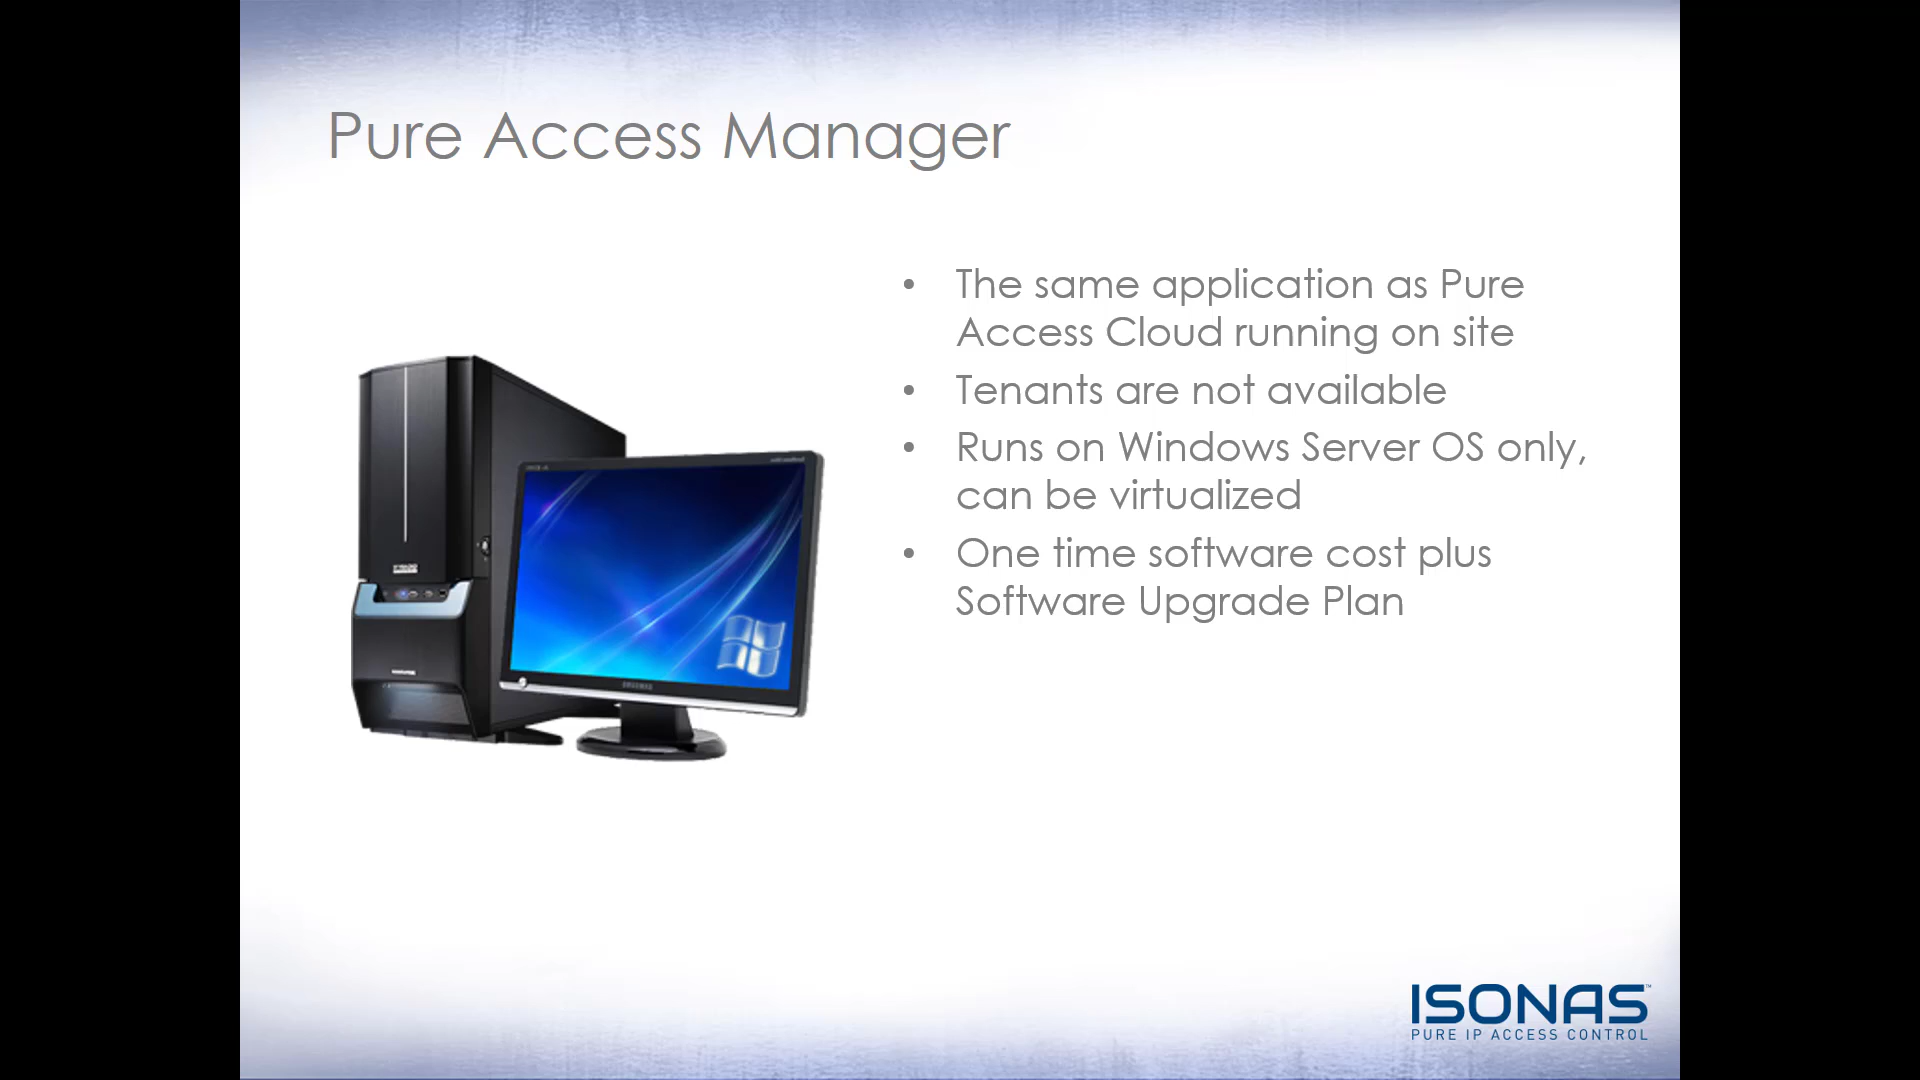 Pure Access Manager
• The same application as Pure
Access Cloud running on site
• Tenants are not available
• Runs on Windows Server OS only,
can be virtualized
• One time software cost plus
Software Upgrade Plan
ISONAS™
PURE IP ACCESS CONTROL